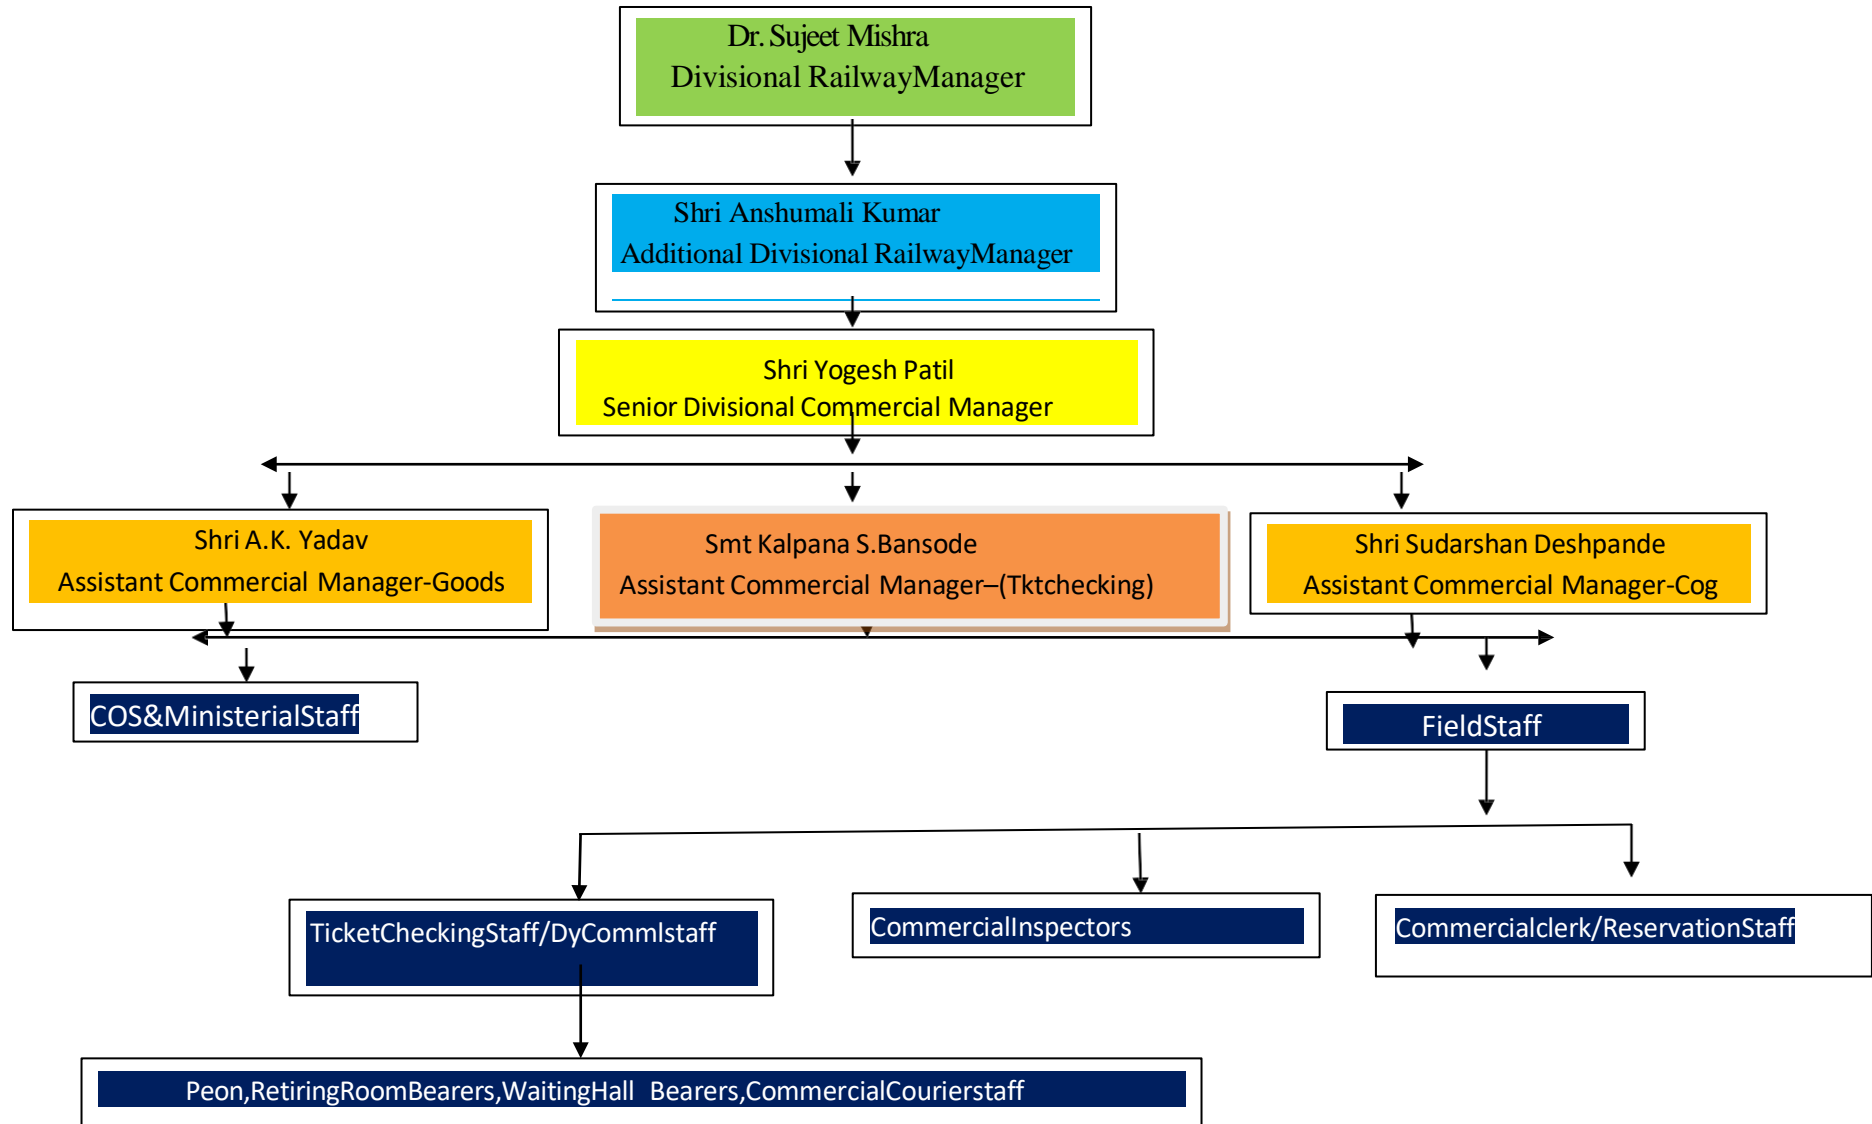 Dr. Sujeet Mishra
Divisional RailwayManager
Shri Anshumali Kumar
Additional Divisional RailwayManager
Shri Yogesh Patil
Senior Divisional Commercial Manager
Shri A.K. Yadav
Assistant Commercial Manager-Goods
Smt Kalpana S.Bansode
Assistant Commercial Manager–(Tktchecking)
Shri Sudarshan Deshpande
Assistant Commercial Manager-Cog
COS&MinisterialStaff
FieldStaff
TicketCheckingStaff/DyCommlstaff
CommercialInspectors
Commercialclerk/ReservationStaff
Peon,RetiringRoomBearers,WaitingHall Bearers,CommercialCourierstaff